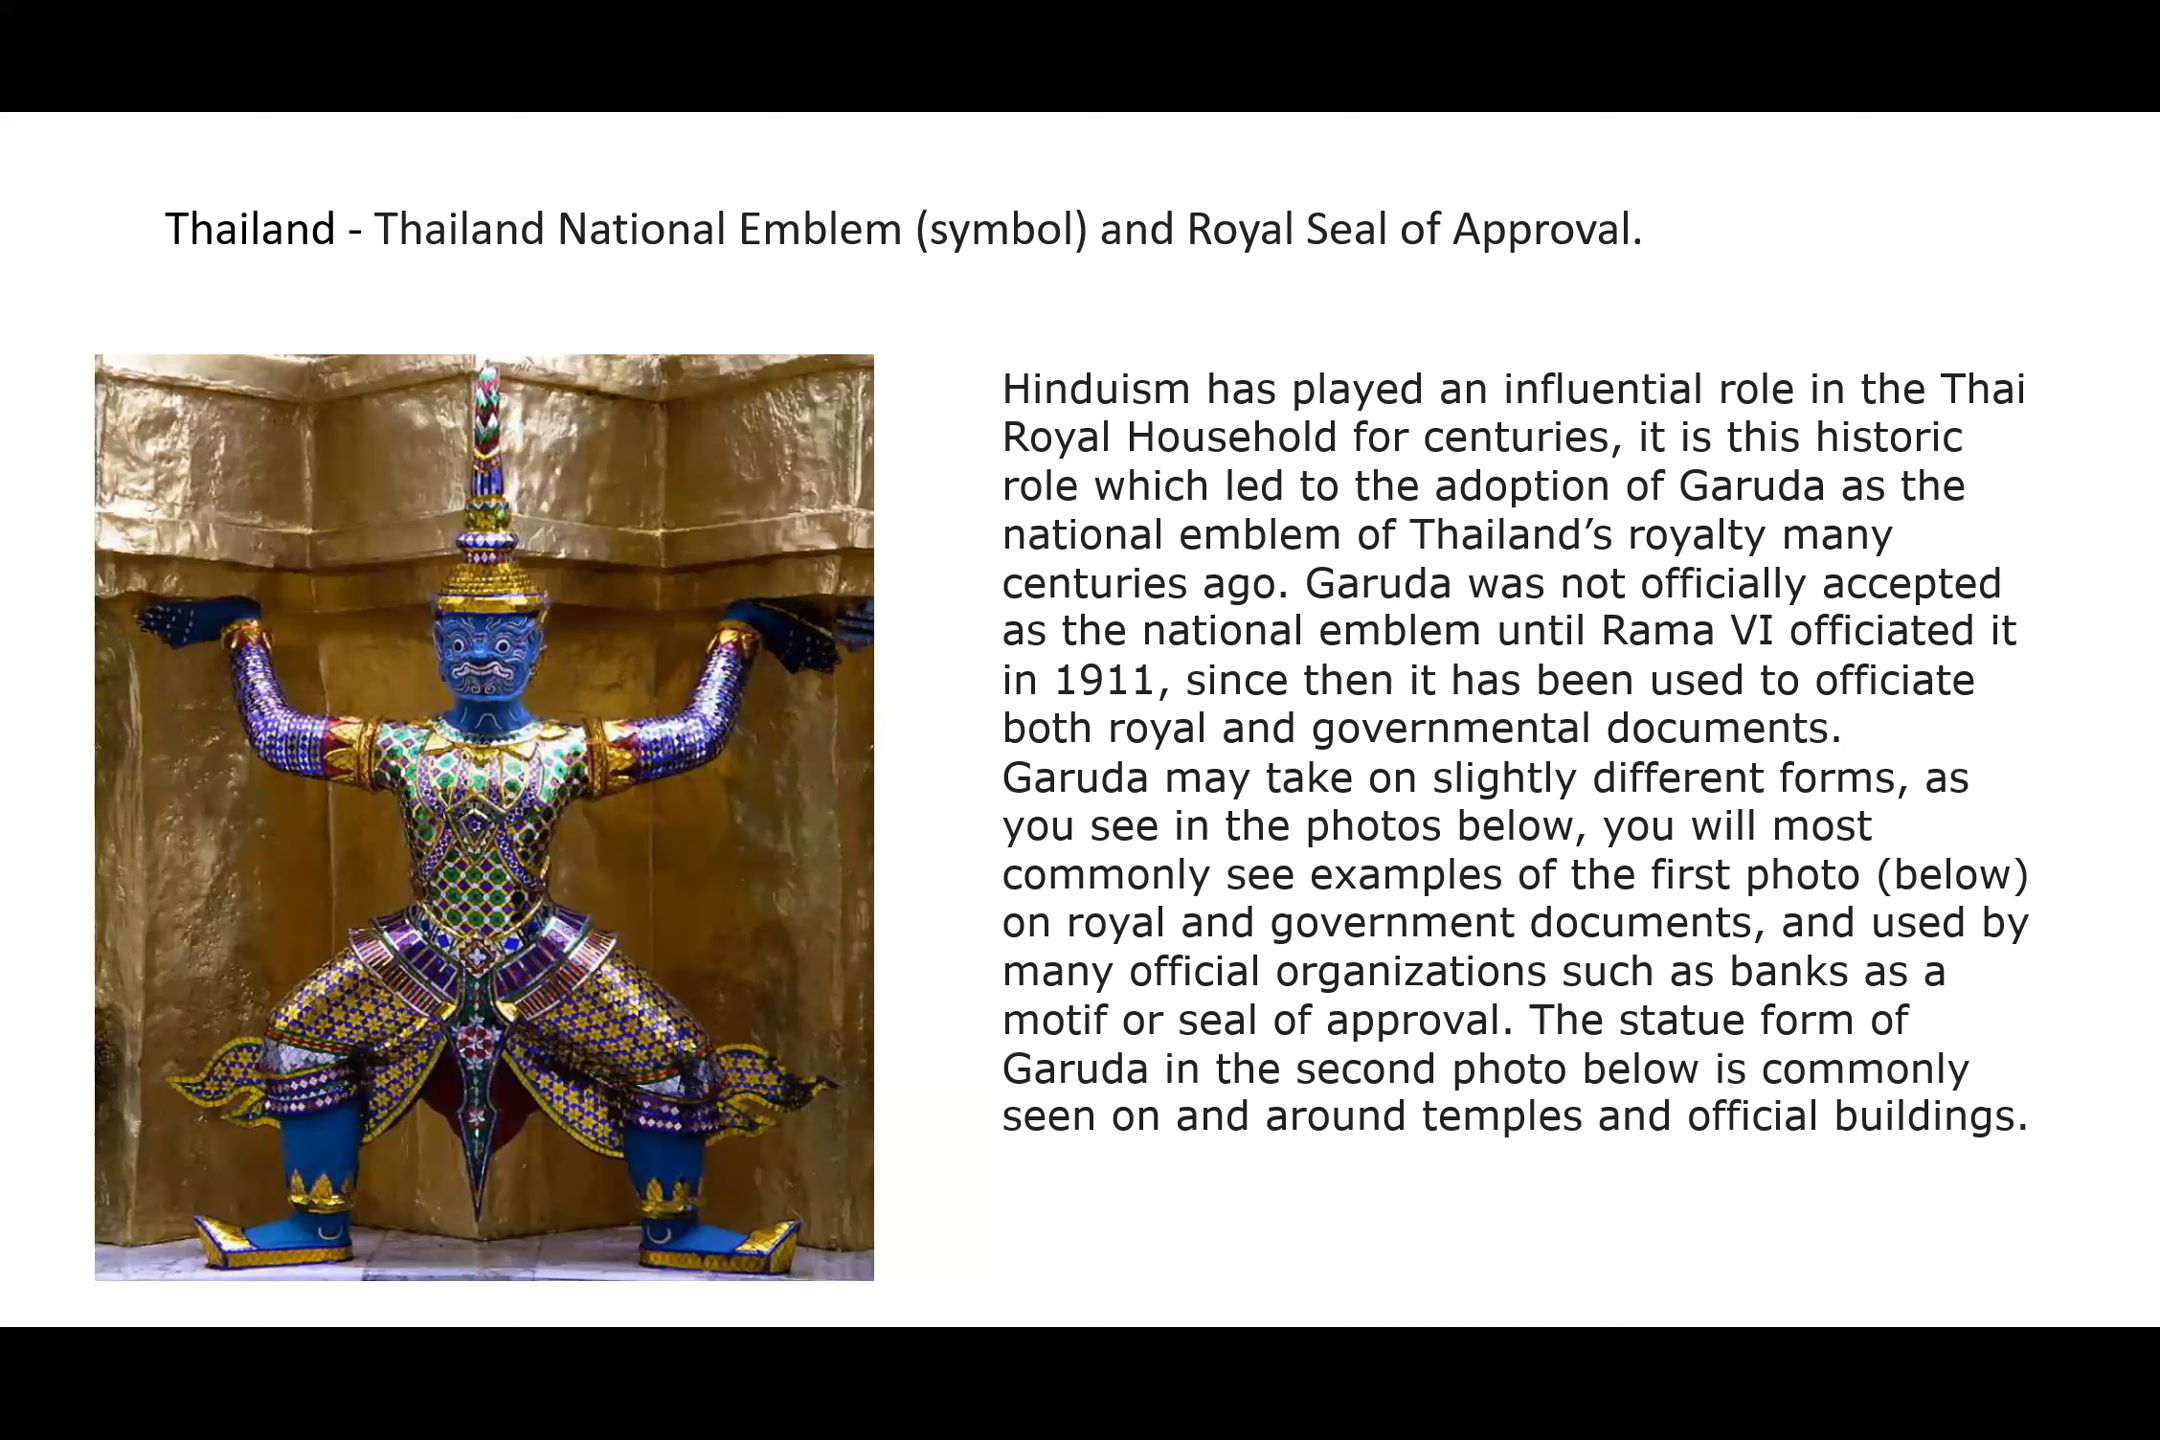 Thailand - Thailand National Emblem (symbol) and Royal Seal of Approval.
Hinduism has played an influential role in the Thai
Royal Household for centuries, it is this historic
role which led to the adoption of Garuda as the
national emblem of Thailand’s royalty many
centuries ago. Garuda was not officially accepted
as the national emblem until Rama VI officiated it
in 1911, since then it has been used to officiate
both royal and governmental documents.
Garuda may take on slightly different forms, as
you see in the photos below, you will most
commonly see examples of the first photo (below)
on royal and government documents, and used by
many official organizations such as banks as a
motif or seal of approval. The statue form of
Garuda in the second photo below is commonly
seen on and around temples and official buildings.